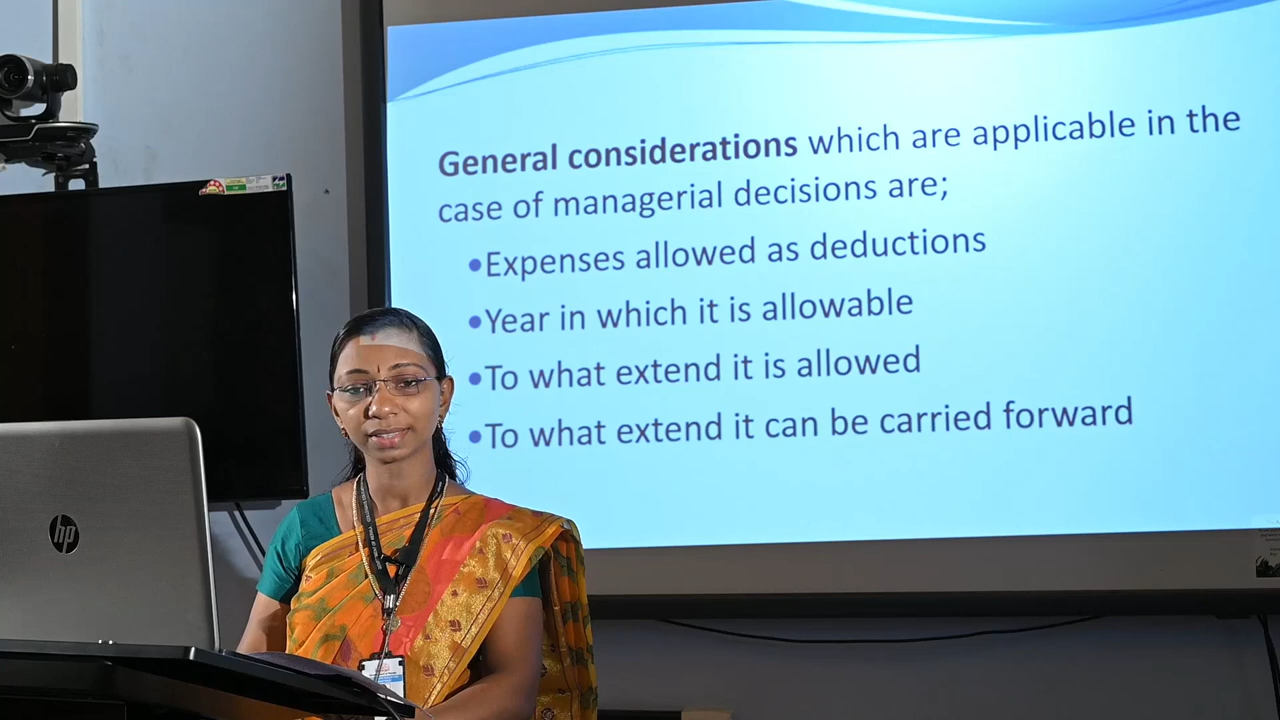 General considerations which are applicable in the
case of managerial decisions are;
•Expenses allowed as deductions
•Year in which it is allowable
•To what extend it is allowed
•To what extend it can be carried forward
hp